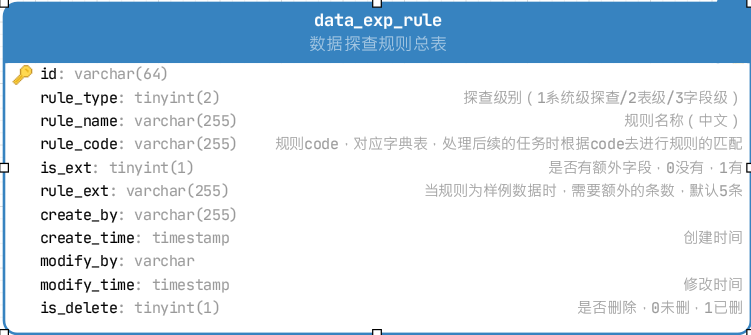 data_exp_rule
数据探查规则总表
id: varchar(64)
rule_type: tinyint(2) 探查级别（1系统级探查/2表级/3字段级）
rule_name: varchar(255) 规则名称（中文）
rule_code: varchar(255) 规则code，对应字典表，处理后续的任务时根据code去进行规则的匹配
is_ext: tinyint(1) 是否有额外字段，0没有，1有
rule_ext: varchar(255) 当规则为样例数据时，需要额外的条数，默认5条
create_by: varchar(255)
create_time: timestamp 创建时间
modify_by: varchar
modify_time: timestamp 修改时间
is_delete: tinyint(1) 是否删除，0未删，1已删